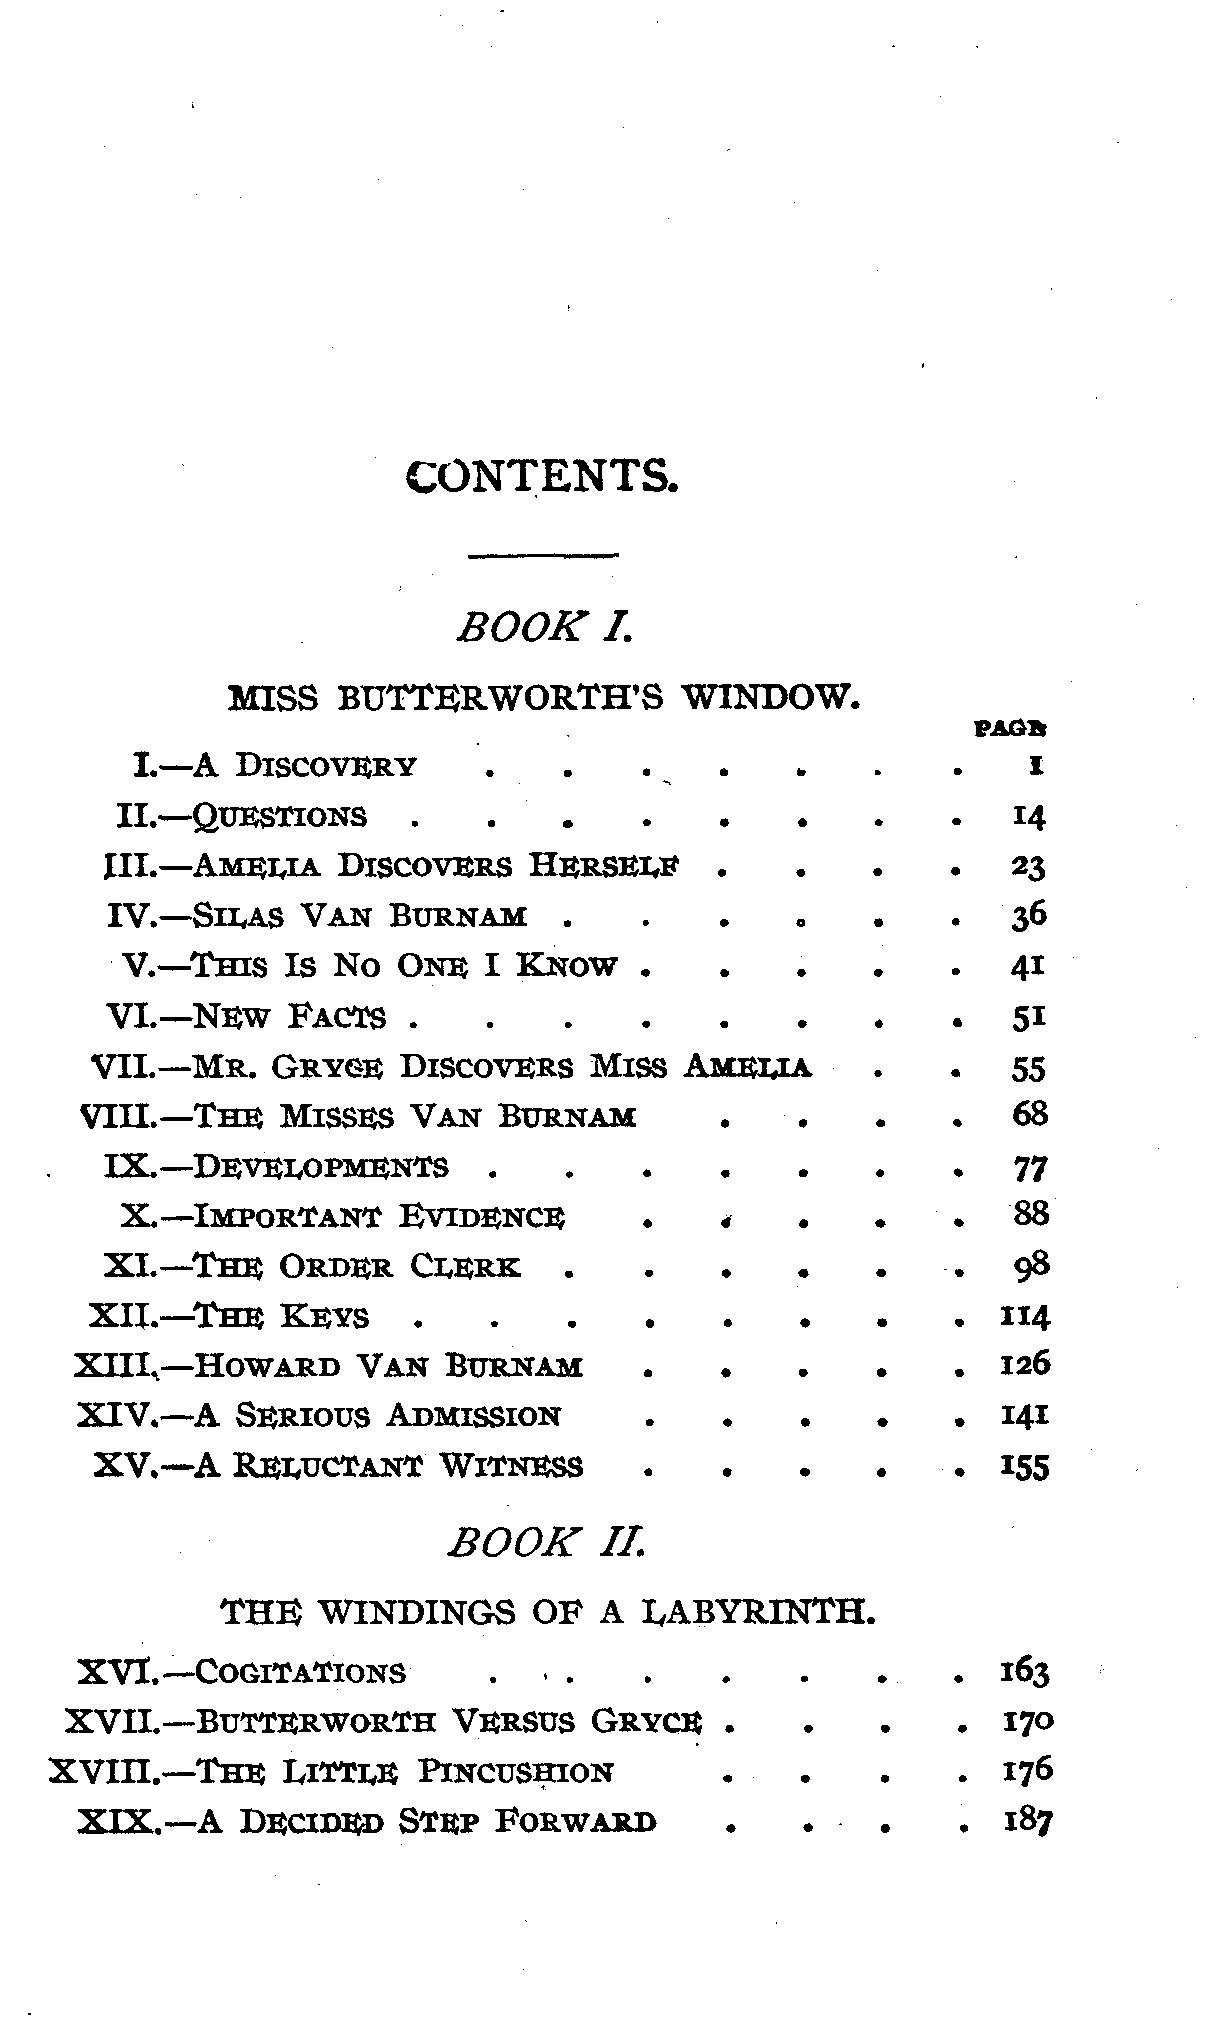 CONTENTS.
BOOK I.
MISS BUTTERWORTH'S WINDOW.
PAGE
I.—A DISCOVERY . . . . . . . 1
II.—QUESTIONS . . . . . . . . 14
III.—AMELIA DISCOVERS HERSELF . . . . 23
IV.—SILAS VAN BURNAM . . . . . . 36
V.—THIS IS NO ONE I KNOW . . . . . 41
VI.—NEW FACTS . . . . . . . . 51
VII.—MR. GRYCE DISCOVERS MISS AMELIA . . 55
VIII.—THE MISSES VAN BURNAM . . . . 68
IX.—DEVELOPMENTS . . . . . . . 77
X.—IMPORTANT EVIDENCE . . . . . 88
XI.—THE ORDER CLERK . . . . . . 98
XII.—THE KEYS . . . . . . . . 114
XIII.—HOWARD VAN BURNAM . . . . . 126
XIV.—A SERIOUS ADMISSION . . . . . 141
XV.—A RELUCTANT WITNESS . . . . . 155
BOOK II.
THE WINDINGS OF A LABYRINTH.
XVI.—COGITATIONS . . . . . . . 163
XVII.—BUTTERWORTH VERSUS GRYCE . . . . 170
XVIII.—THE LITTLE PINCUSHION . . . . 176
XIX.—A DECIDED STEP FORWARD . . . . 187